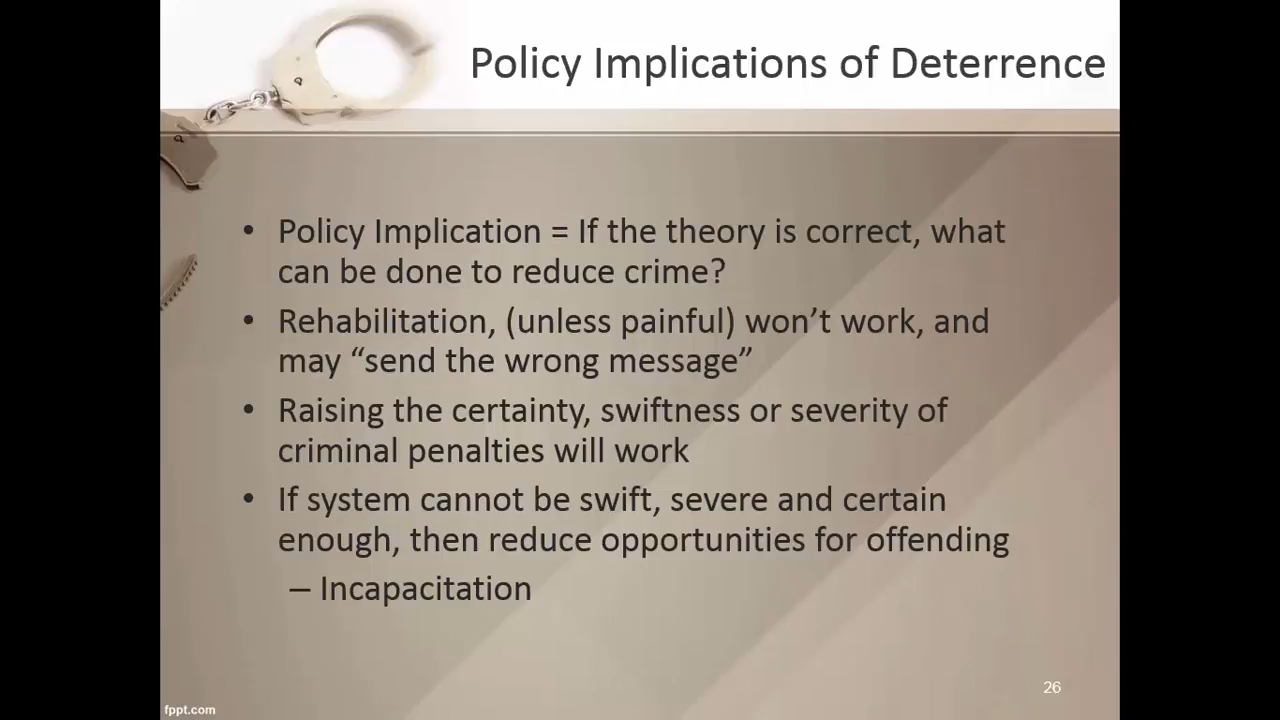 Policy Implications of Deterrence
• Policy Implication = If the theory is correct, what
can be done to reduce crime?
• Rehabilitation, (unless painful) won’t work, and
may “send the wrong message”
• Raising the certainty, swiftness or severity of
criminal penalties will work
• If system cannot be swift, severe and certain
enough, then reduce opportunities for offending
– Incapacitation
26
fppt.com